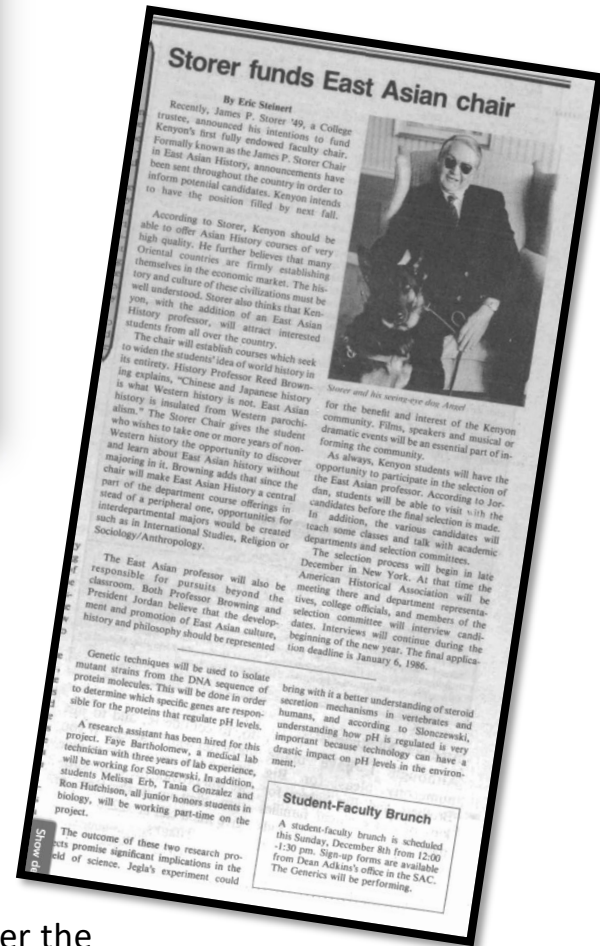 Storer funds East Asian chair
By Eric Steinert
Recently, James P. Storer '49, a College
trustee, announced his intentions to fund
Kenyon's first fully endowed faculty chair.
Formally known as the James P. Storer Chair
in East Asian History, announcements have
been sent throughout the country in order to
inform potential candidates. Kenyon intends
to have the position filled by next fall.
According to Storer, Kenyon should be
able to offer Asian History courses of very
high quality. He further believes that many
Oriental countries are firmly establishing
themselves in the economic market. The his-
tory and culture of these civilizations must be
well understood. Storer also thinks that Ken-
yon, with the addition of an East Asian
History professor, will attract interested
students from all over the country.
The chair will establish courses which seek
to widen the students' idea of world history in
its entirety. History Professor Reed Brown-
ing explains, "Chinese and Japanese history
is what Western history is not. East Asian
history is insulated from Western parochi-
alism." The Storer Chair gives the student
who wishes to take one or more years of non-
Western history the opportunity to discover
and learn about East Asian history without
majoring in it. Browning adds that since the
chair will make East Asian History a central
part of the department course offerings in-
stead of a peripheral one, opportunities for
interdepartmental majors would be created
such as in International Studies, Religion or
Sociology/Anthropology.
The East Asian professor will also be
responsible for pursuits beyond the
classroom. Both Professor Browning and
President Jordan believe that the develop-
ment and promotion of East Asian culture,
history and philosophy should be represented
Storer and his seeing-eye dog Ansel
for the benefit and interest of the Kenyon
community. Films, speakers and musical or
dramatic events will be an essential part of in-
forming the community.
As always, Kenyon students will have the
opportunity to participate in the selection of
the East Asian professor. According to Jor-
dan, students will be able to visit with the
candidates before the final selection is made.
In addition, the various candidates will
teach some classes and talk with academic
departments and selection committees.
The selection process will begin in late
December in New York. At that time the
American Historical Association will be
meeting there and department representa-
tives, college officials, and members of the
selection committee will interview candi-
dates. Interviews will continue during the
beginning of the new year. The final applica-
tion deadline is January 6, 1986.
Genetic techniques will be used to isolate
mutant strains from the DNA sequence of
protein molecules. This will be done in order
to determine which specific genes are respon-
sible for the proteins that regulate pH levels.
A research assistant has been hired for this
project. Faye Bartholomew, a medical lab
technician with three years of lab experience,
will be working for Slonczewski. In addition,
students Melissa Erb, Tania Gonzalez and
Ron Hutchison, all junior honors students in
biology, will be working part-time on the
project.
The outcome of these two research pro-
cts promise significant implications in the
eld of science. Jegla's experiment could
bring with it a better understanding of steroid
secretion mechanisms in vertebrates and
humans, and according to Slonczewski,
understanding how pH is regulated is very
important because technology can have a
drastic impact on pH levels in the environ-
ment.
Student-Faculty Brunch
A student-faculty brunch is scheduled
this Sunday, December 8th from 12:00
-1:30 pm. Sign-up forms are available
from Dean Adkins's office in the SAC.
The Generics will be performing.
Show de
er the